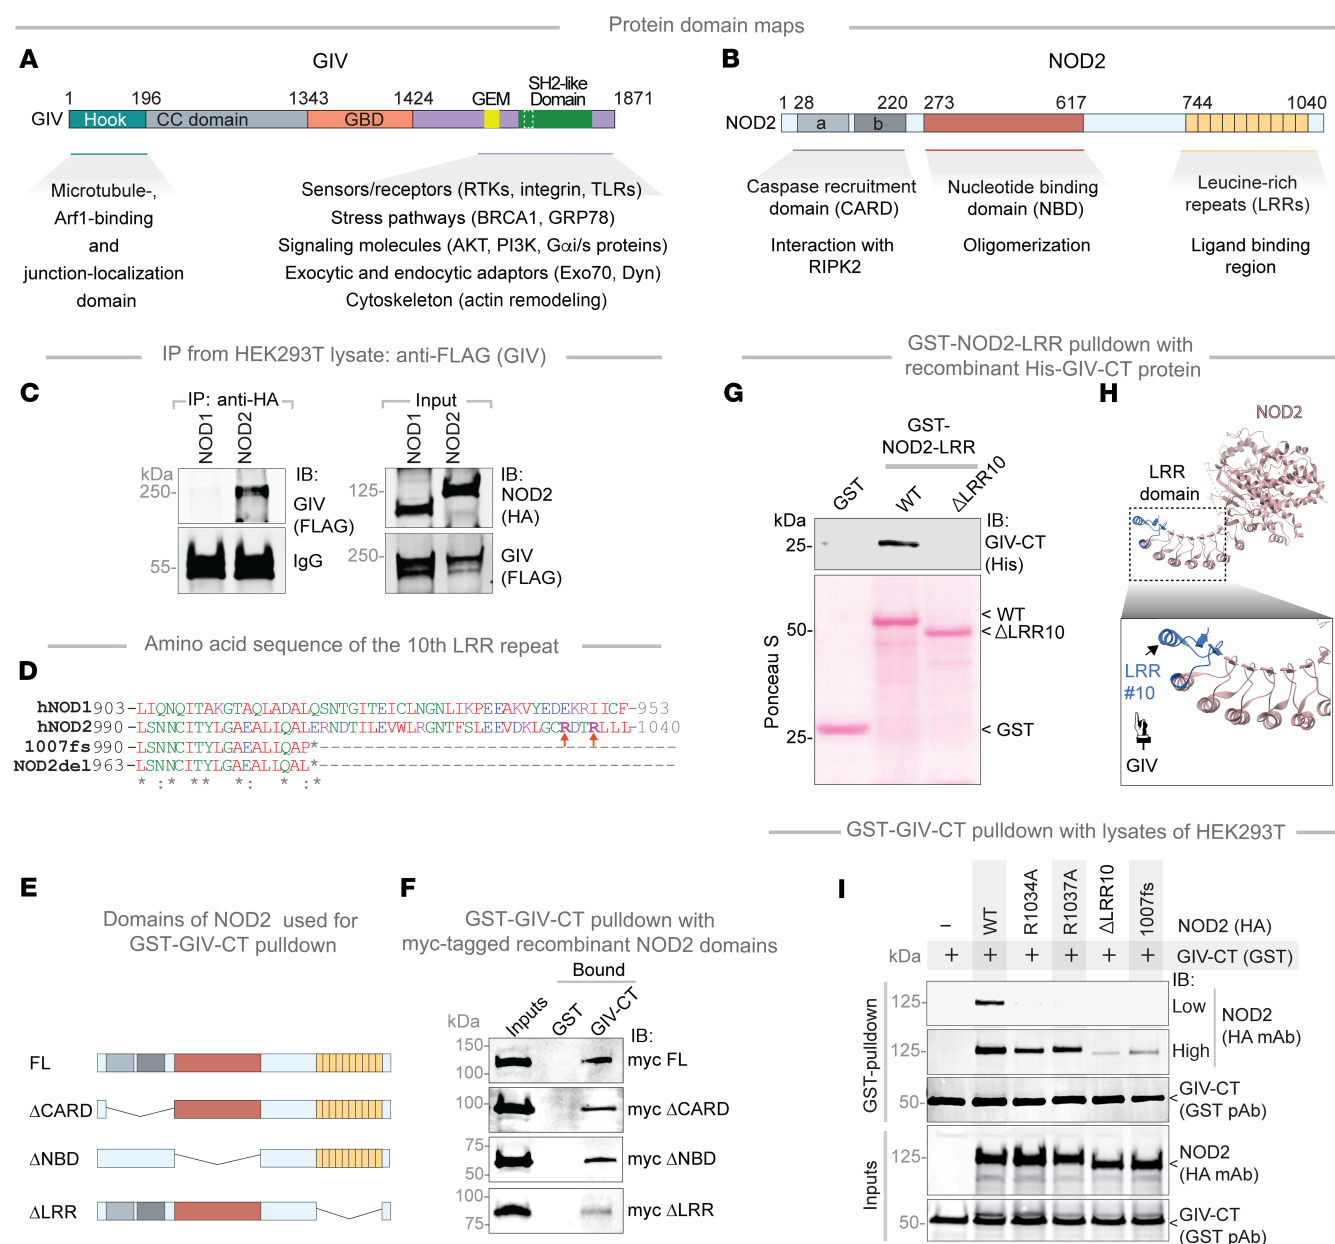 Protein domain maps
A
GIV
1 196 1343 1424 GEM SH2-like Domain 1871
GIV Hook CC domain GBD
Microtubule-,
Arf1-binding
and
junction-localization
domain
Sensors/receptors (RTKs, integrin, TLRs)
Stress pathways (BRCA1, GRP78)
Signaling molecules (AKT, PI3K, Gαi/s proteins)
Exocytic and endocytic adaptors (Exo70, Dyn)
Cytoskeleton (actin remodeling)
B
NOD2
1 28 220 273 617 744 1040
NOD2 a b
Caspase recruitment
domain (CARD)
Interaction with
RIPK2
Nucleotide binding
domain (NBD)
Oligomerization
Leucine-rich
repeats (LRRs)
Ligand binding
region
IP from HEK293T lysate: anti-FLAG (GIV)
C
IP: anti-HA
NOD1
NOD2
kDa
250-
IB:
GIV
(FLAG)
55-
IgG
Input
NOD1
NOD2
125-
IB:
NOD2
(HA)
250-
GIV
(FLAG)
Amino acid sequence of the 10th LRR repeat
D
hNOD1 903-LIQNQITAKGTAQLADALQSNTGITEICLNGNLIKPEEAKVYEDEKRIICF-953
hNOD2 990-LSNNCITYLGAEALLQALERNDTILEVWLRGNTFSLEEVDKLGCRDTRLLL-1040
1007fs 990-LSNNCITYLGAEALLQAP*--------------------------------
NOD2del 963-LSNNCITYLGAEALLQAL*--------------------------------
* :* ** *: * :*
E
Domains of NOD2 used for
GST-GIV-CT pulldown
FL
ΔCARD
ΔNBD
ΔLRR
F
GST-GIV-CT pulldown with
myc-tagged recombinant NOD2 domains
Bound
Inputs
GST
GIV-CT
kDa
IB:
150-
100-
myc FL
100-
myc ΔCARD
75-
50-
myc ΔNBD
100-
75-
myc ΔLRR
GST-NOD2-LRR pulldown with
recombinant His-GIV-CT protein
G
GST-
NOD2-LRR
GST
WT
ΔLRR10
kDa
25-
IB:
GIV-CT
(His)
Ponceau S
50-
25-
< WT
< ΔLRR10
< GST
H
NOD2
LRR
domain
LRR
#10
GIV
GST-GIV-CT pulldown with lysates of HEK293T
I
–
WT
R1034A
R1037A
ΔLRR10
1007fs
NOD2 (HA)
kDa + + + + + + GIV-CT (GST)
IB:
GST-pulldown
125-
Low
125-
High
NOD2
(HA mAb)
50-
< GIV-CT
(GST pAb)
Inputs
125-
< NOD2
(HA mAb)
50-
< GIV-CT
(GST pAb)